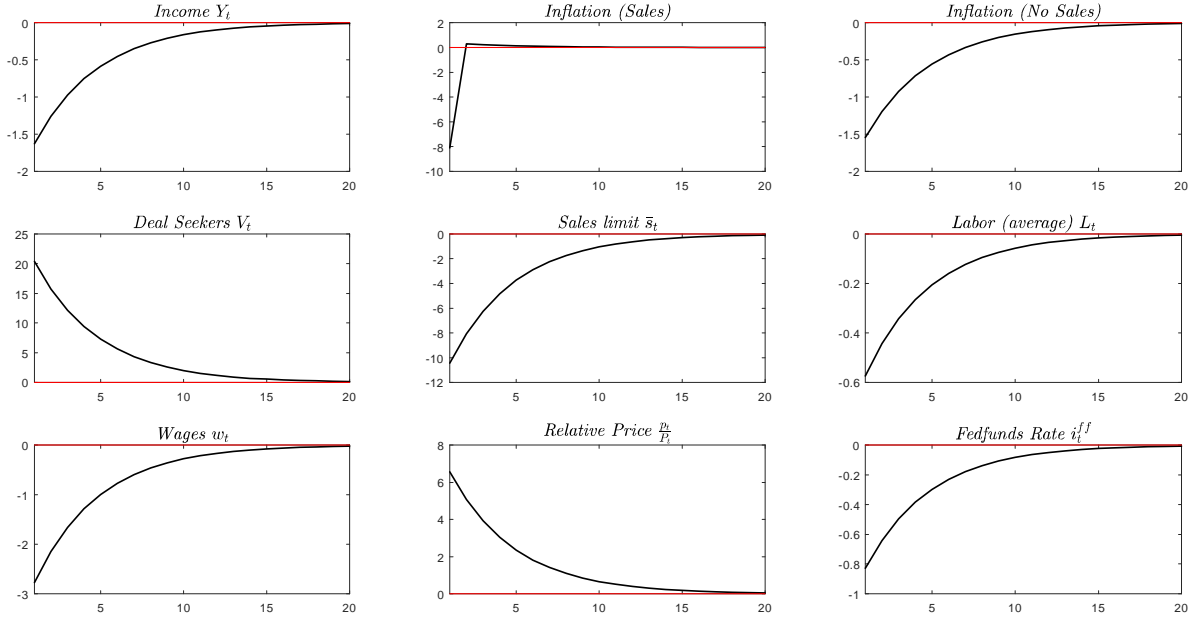 Income Y_t
0
-0.5
-1
-1.5
-2
5 10 15 20
Inflation (Sales)
2
0
-2
-4
-6
-8
-10
5 10 15 20
Inflation (No Sales)
0
-0.5
-1
-1.5
-2
5 10 15 20
Deal Seekers V_t
25
20
15
10
5
0
5 10 15 20
Sales limit s̄_t
0
-2
-4
-6
-8
-10
-12
5 10 15 20
Labor (average) L_t
0
-0.2
-0.4
-0.6
5 10 15 20
Wages w_t
0
-1
-2
-3
5 10 15 20
Relative Price p_t/P_t
8
6
4
2
0
5 10 15 20
Fedfunds Rate i_t^{ff}
0
-0.2
-0.4
-0.6
-0.8
-1
5 10 15 20